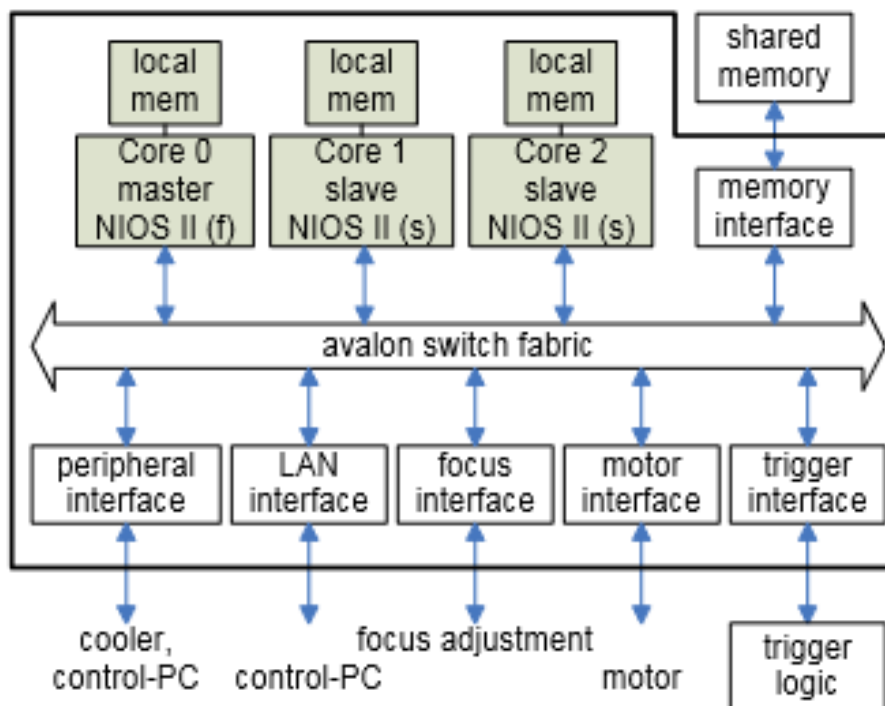 local
mem
local
mem
local
mem
shared
memory
Core 0
master
NIOS II (f)
Core 1
slave
NIOS II (s)
Core 2
slave
NIOS II (s)
memory
interface
avalon switch fabric
peripheral
interface
LAN
interface
focus
interface
motor
interface
trigger
interface
cooler,
control-PC
control-PC
focus adjustment
motor
trigger
logic